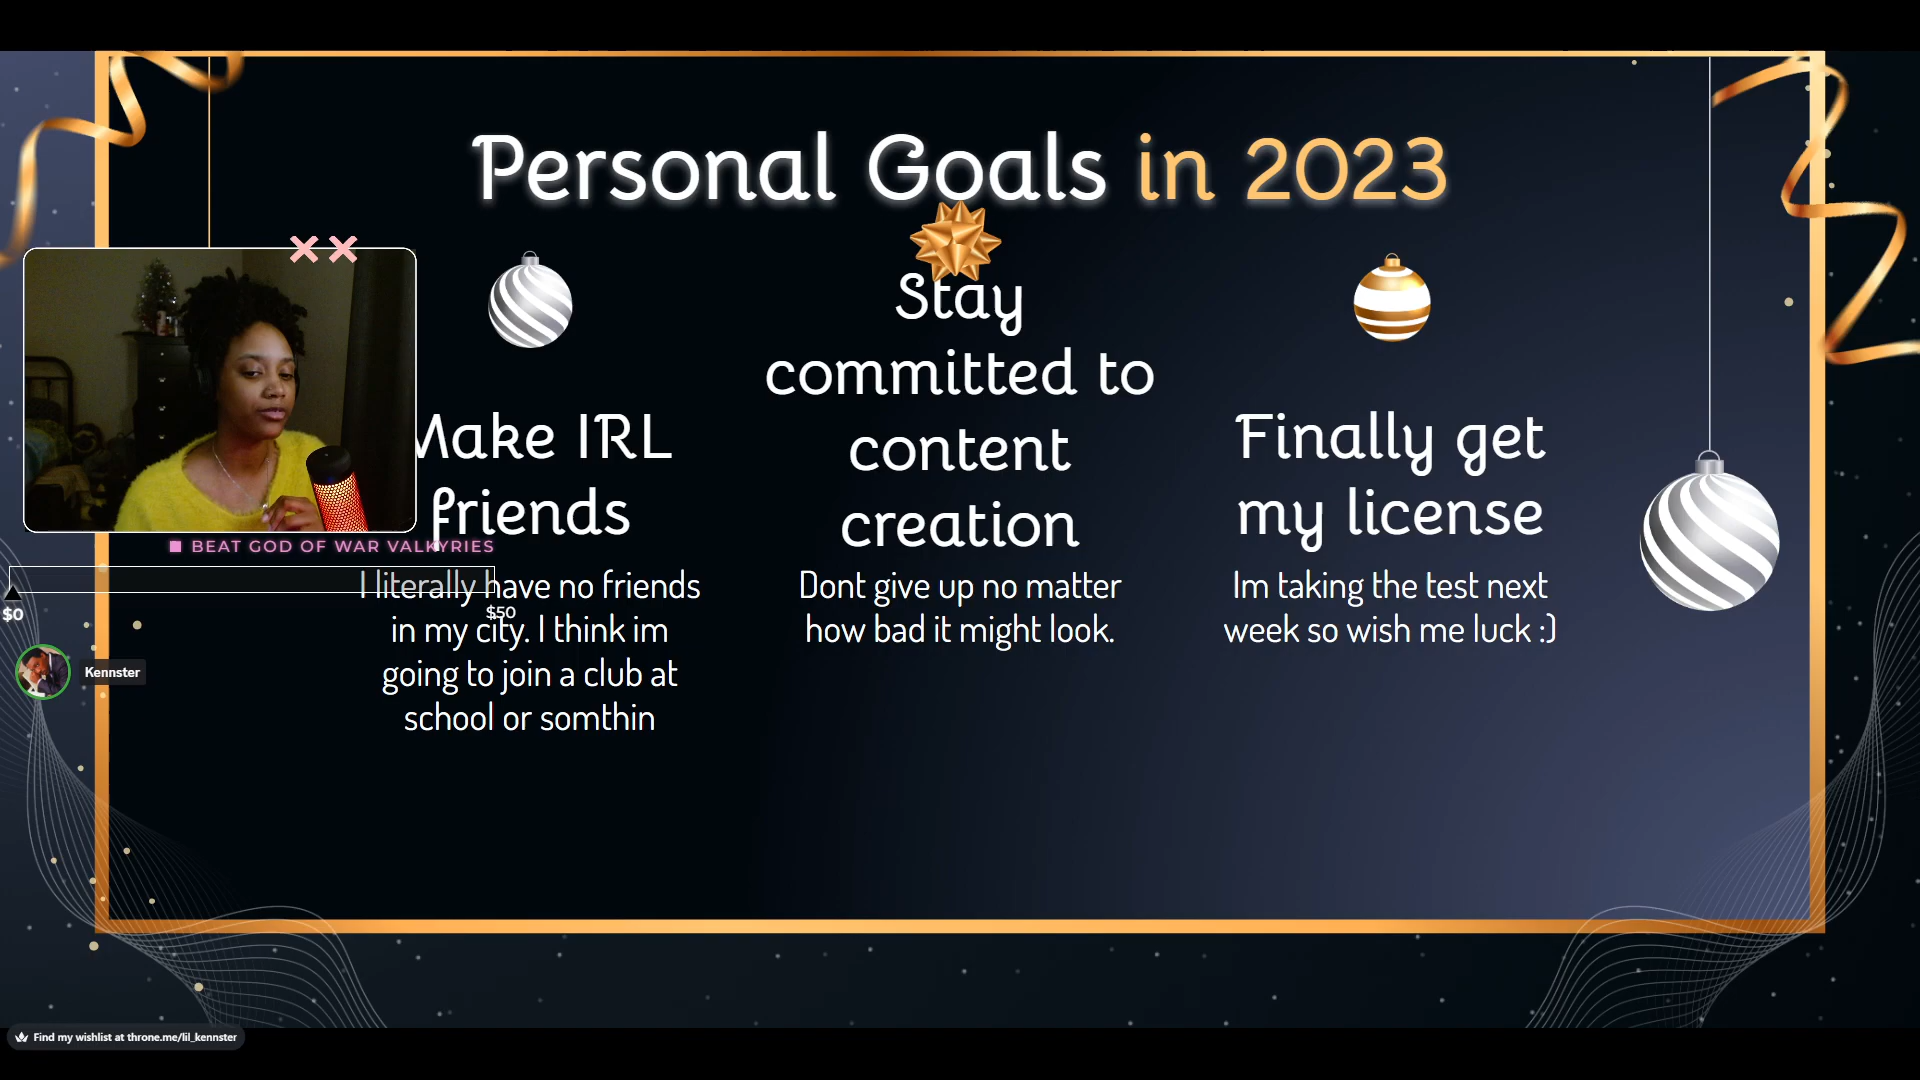 Personal Goals in 2023
Make IRL
friends
I literally have no friends
in my city. I think im
going to join a club at
school or somthin
Stay
committed to
content
creation
Dont give up no matter
how bad it might look.
Finally get
my license
Im taking the test next
week so wish me luck :)
BEAT GOD OF WAR VALKYRIES
$0
$50
Kennster
Find my wishlist at throne.me/lil_kennster